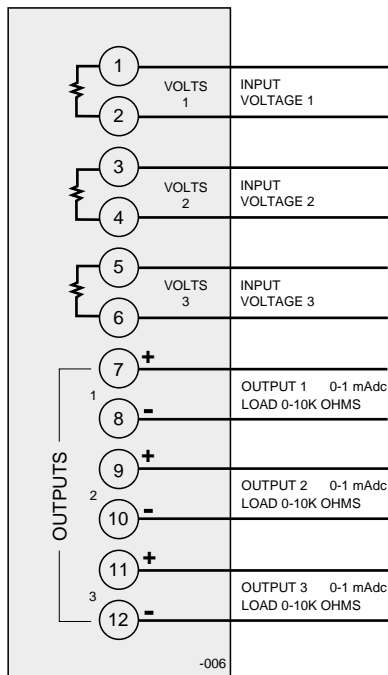 1
VOLTS
1
INPUT
VOLTAGE 1
2
3
VOLTS
2
INPUT
VOLTAGE 2
4
5
VOLTS
3
INPUT
VOLTAGE 3
6
OUTPUTS
7 +
1
OUTPUT 1 0-1 mAdc
LOAD 0-10K OHMS
8 -
9 +
2
OUTPUT 2 0-1 mAdc
LOAD 0-10K OHMS
10 -
11 +
3
OUTPUT 3 0-1 mAdc
LOAD 0-10K OHMS
12 -
-006